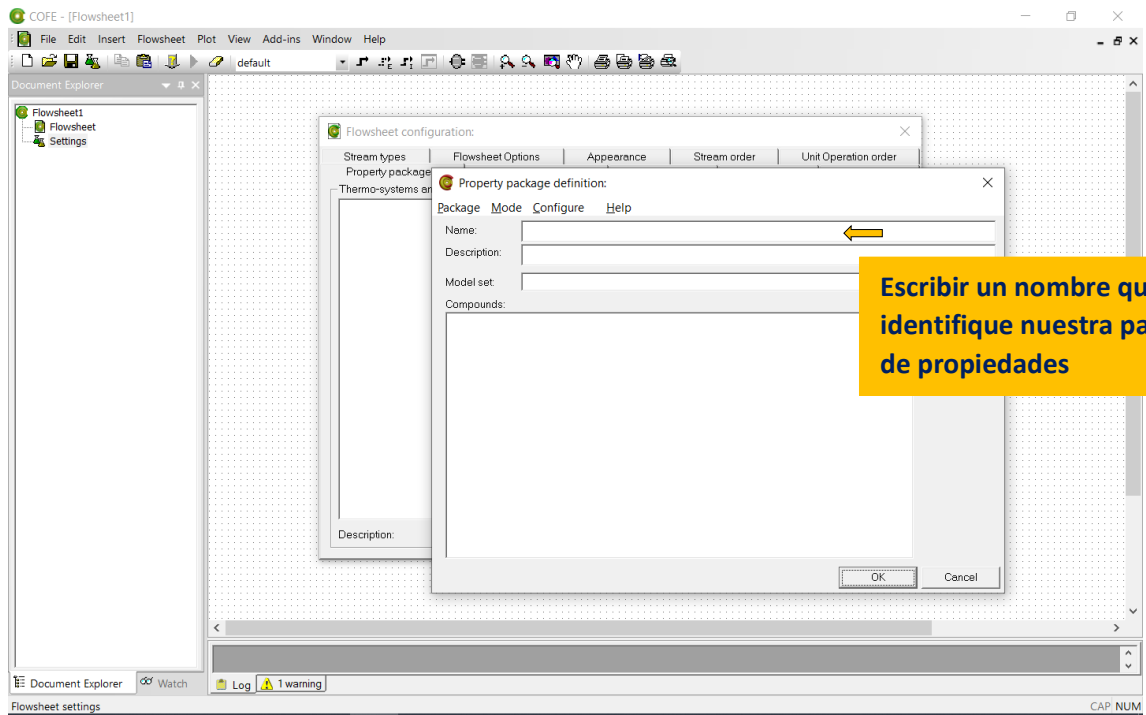 COFE - [Flowsheet1]
File Edit Insert Flowsheet Plot View Add-ins Window Help
default
Document Explorer
Flowsheet1
Flowsheet
Settings
Flowsheet configuration:
Stream types Flowsheet Options Appearance Stream order Unit Operation order
Property package
Thermo-systems an
Property package definition:
Package Mode Configure Help
Name:
Description:
Model set:
Compounds:
Escribir un nombre qu
identifique nuestra pa
de propiedades
Description:
OK Cancel
Document Explorer Watch Log 1 warning
Flowsheet settings CAP NUM